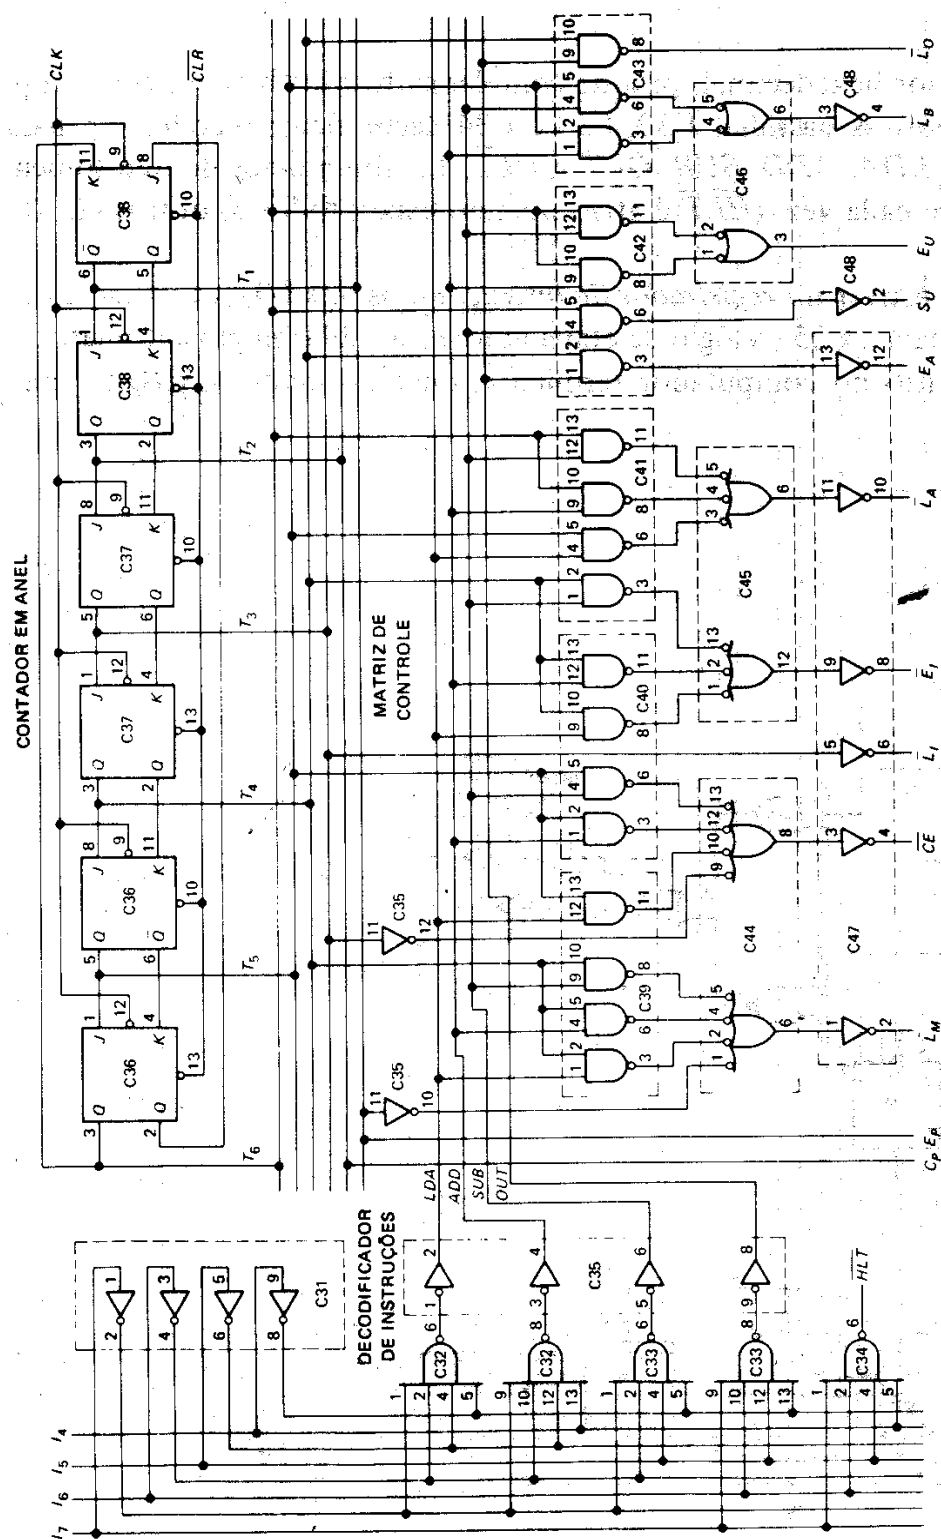 CONTADOR EM ANEL
CLK
CLR
C36
C36
C37
C37
C38
C38
T6
T5
T4
T3
T2
T1
MATRIZ DE
CONTROLE
DECODIFICADOR
DE INSTRUÇÕES
I7
I6
I5
I4
C31
C32
C32
C33
C33
C34
C35
HLT
LDA
ADD
SUB
OUT
C35
C35
C39
C40
C41
C42
C43
C44
C45
C46
C47
C48
C48
CP
EP
LM
CE
LI
EI
LA
EA
SU
EU
LB
LO